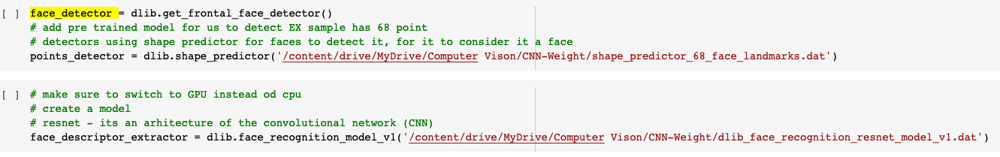 [ ] face_detector = dlib.get_frontal_face_detector()
# add pre trained model for us to detect EX sample has 68 point
# detectors using shape predictor for faces to detect it, for it to consider it a face
points_detector = dlib.shape_predictor('/content/drive/MyDrive/Computer Vison/CNN-Weight/shape_predictor_68_face_landmarks.dat')
[ ] # make sure to switch to GPU instead od cpu
# create a model
# resnet - its an arhitecture of the convolutional network (CNN)
face_descriptor_extractor = dlib.face_recognition_model_v1('/content/drive/MyDrive/Computer Vison/CNN-Weight/dlib_face_recognition_resnet_model_v1.dat')